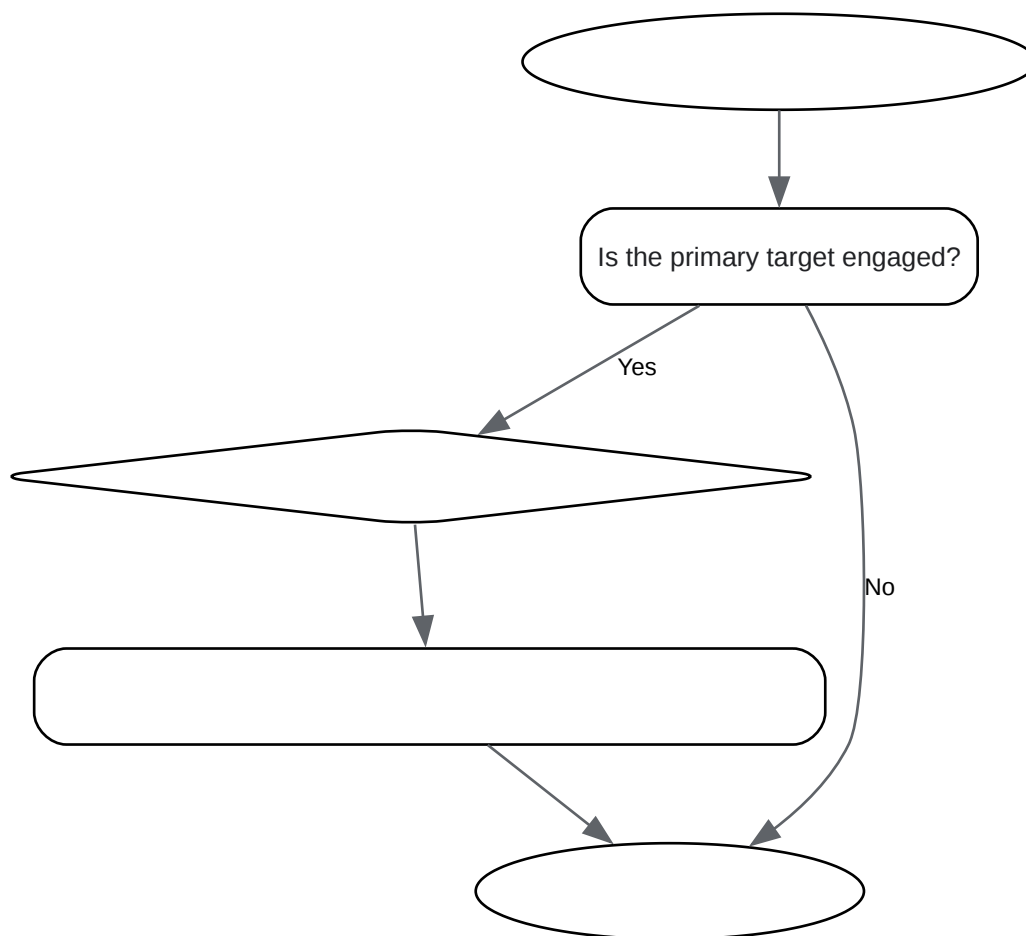 Is the primary target engaged?
Yes
No